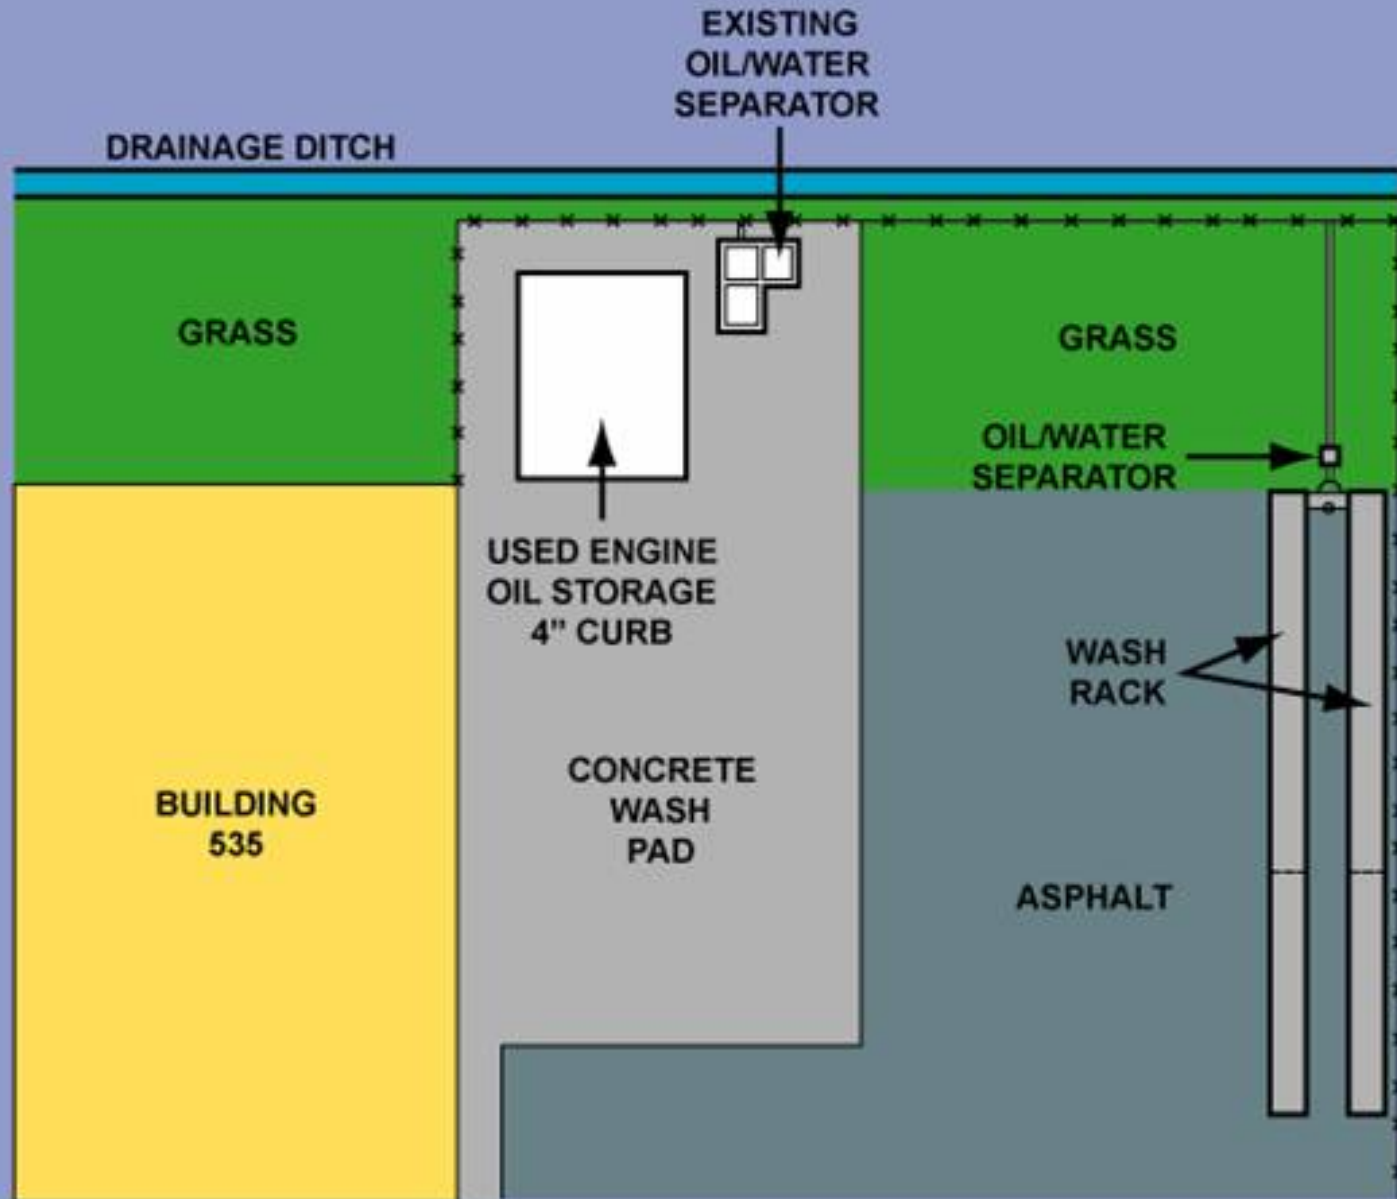 EXISTING
OIL/WATER
SEPARATOR
DRAINAGE DITCH
GRASS
GRASS
OIL/WATER
SEPARATOR
USED ENGINE
OIL STORAGE
4” CURB
WASH
RACK
CONCRETE
WASH
PAD
BUILDING
535
ASPHALT